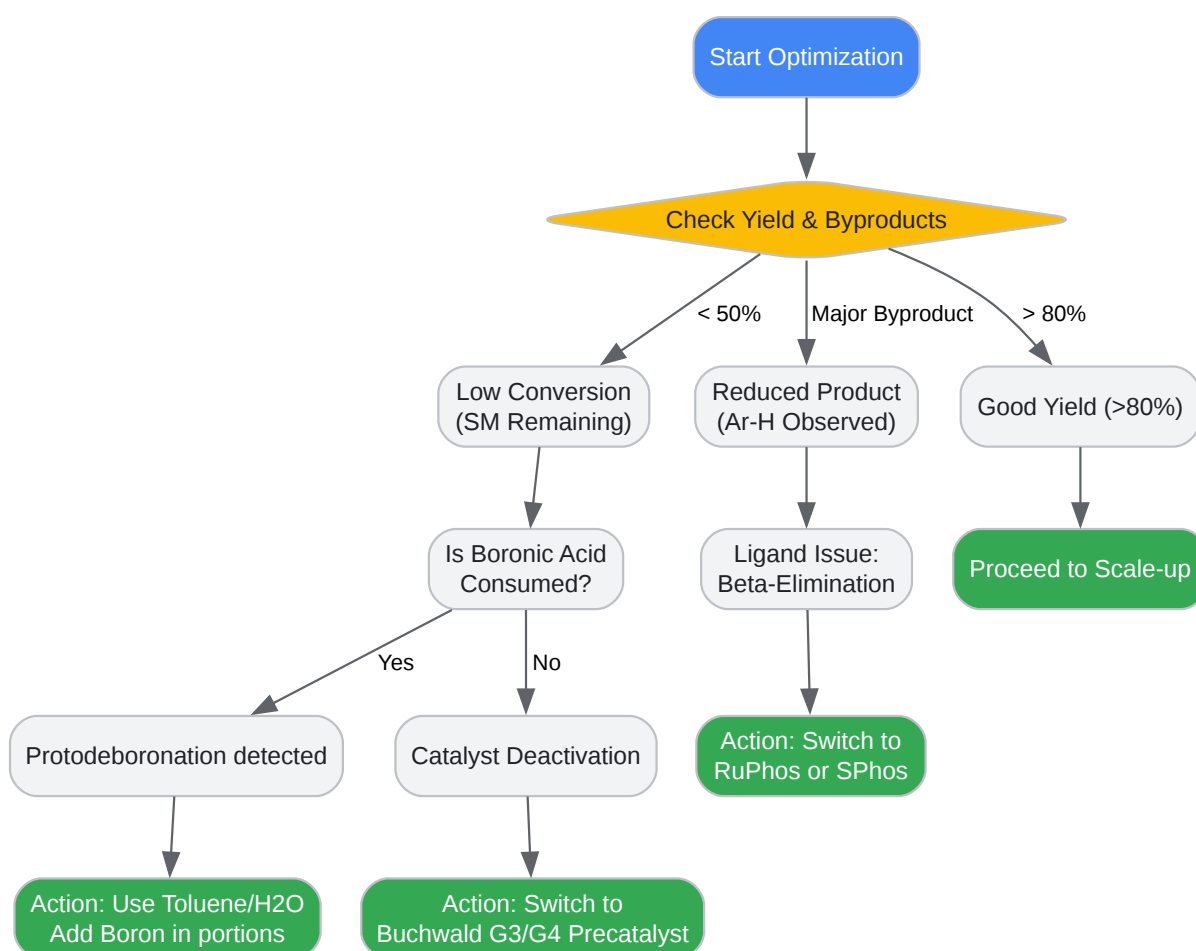 Start Optimization
Check Yield & Byproducts
< 50%
Major Byproduct
> 80%
Low Conversion
(SM Remaining)
Reduced Product
(Ar-H Observed)
Good Yield (>80%)
Is Boronic Acid
Consumed?
Ligand Issue:
Beta-Elimination
Proceed to Scale-up
Yes
No
Protodeboronation detected
Catalyst Deactivation
Action: Switch to
RuPhos or SPhos
Action: Use Toluene/H2O
Add Boron in portions
Action: Switch to
Buchwald G3/G4 Precatalyst